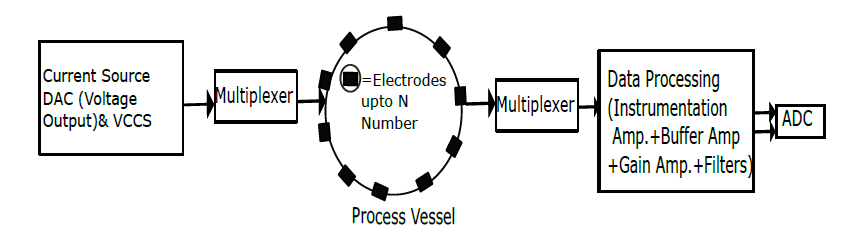 Current Source
DAC (Voltage
Output)& VCCS
Multiplexer
=Electrodes
upto N
Number
Process Vessel
Multiplexer
Data Processing
(Instrumentation
Amp.+Buffer Amp
+Gain Amp.+Filters)
ADC